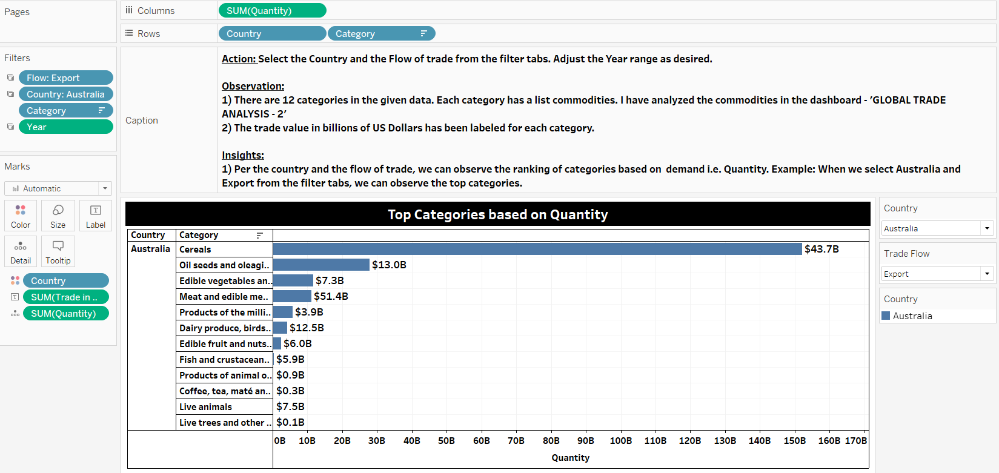 Pages
Columns
SUM(Quantity)
Rows
Country
Category
Filters
Flow: Export
Country: Australia
Category
Year
Caption
Action: Select the Country and the Flow of trade from the filter tabs. Adjust the Year range as desired.
Observation:
1) There are 12 categories in the given data. Each category has a list commodities. I have analyzed the commodities in the dashboard - 'GLOBAL TRADE
ANALYSIS - 2'
2) The trade value in billions of US Dollars has been labeled for each category.
Insights:
1) Per the country and the flow of trade, we can observe the ranking of categories based on  demand i.e. Quantity. Example: When we select Australia and
Export from the filter tabs, we can observe the top categories.
Marks
Automatic
Color
Size
Label
Detail
Tooltip
Country
SUM(Trade in ..
SUM(Quantity)
Top Categories based on Quantity
Country Category
Australia Cereals $43.7B
Oil seeds and oleagi.. $13.0B
Edible vegetables an.. $7.3B
Meat and edible me.. $51.4B
Products of the milli.. $3.9B
Dairy produce, birds.. $12.5B
Edible fruit and nuts.. $6.0B
Fish and crustacean.. $5.9B
Products of animal o.. $0.9B
Coffee, tea, maté an.. $0.3B
Live animals $7.5B
Live trees and other .. $0.1B
0B 10B 20B 30B 40B 50B 60B 70B 80B 90B 100B 110B 120B 130B 140B 150B 160B 170B
Quantity
Country
Australia
Trade Flow
Export
Country
Australia